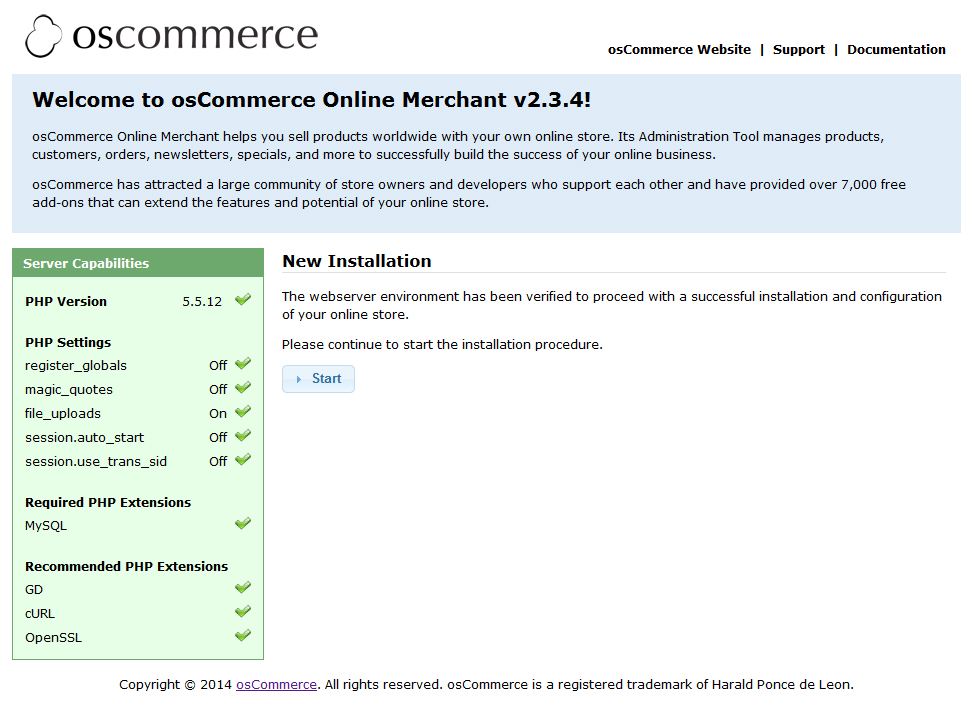 oscommerce
osCommerce Website | Support | Documentation
Welcome to osCommerce Online Merchant v2.3.4!
osCommerce Online Merchant helps you sell products worldwide with your own online store. Its Administration Tool manages products,
customers, orders, newsletters, specials, and more to successfully build the success of your online business.
osCommerce has attracted a large community of store owners and developers who support each other and have provided over 7,000 free
add-ons that can extend the features and potential of your online store.
Server Capabilities
PHP Version 5.5.12
PHP Settings
register_globals Off
magic_quotes Off
file_uploads On
session.auto_start Off
session.use_trans_sid Off
Required PHP Extensions
MySQL
Recommended PHP Extensions
GD
cURL
OpenSSL
New Installation
The webserver environment has been verified to proceed with a successful installation and configuration
of your online store.
Please continue to start the installation procedure.
Start
Copyright © 2014 osCommerce. All rights reserved. osCommerce is a registered trademark of Harald Ponce de Leon.